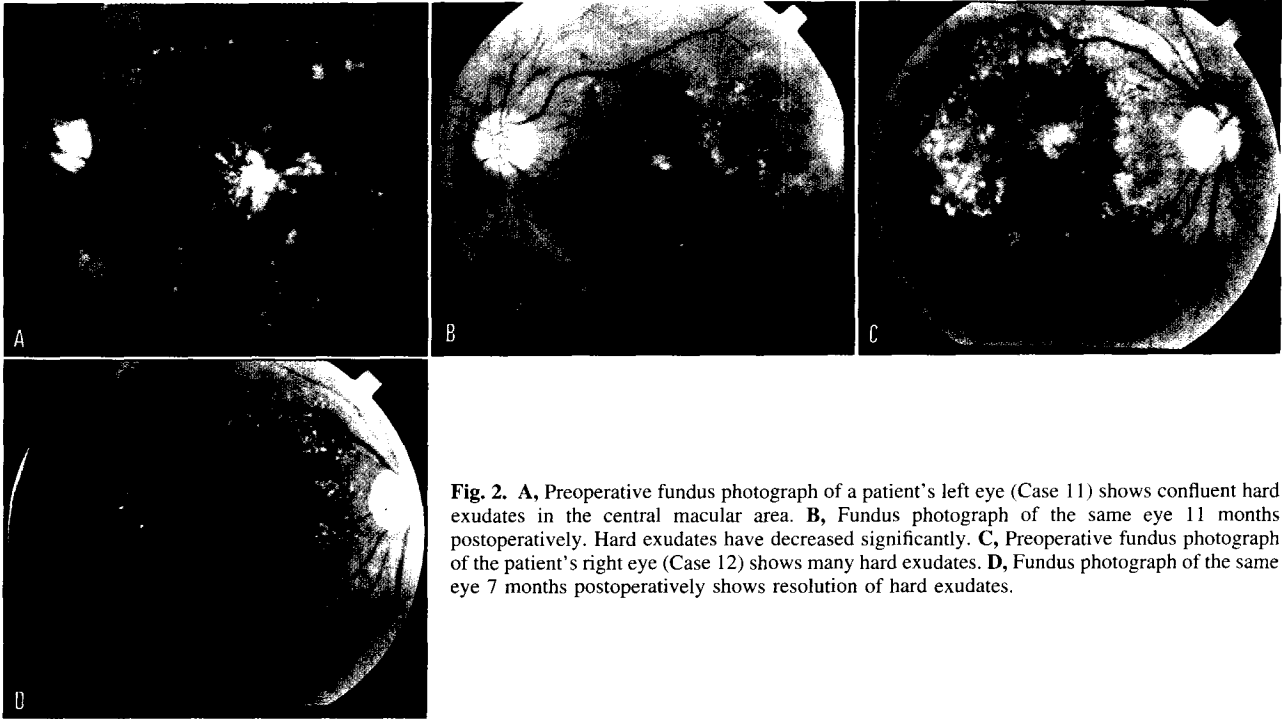 A
B
C
D
Fig. 2. A, Preoperative fundus photograph of a patient's left eye (Case 11) shows confluent hard
exudates in the central macular area. B, Fundus photograph of the same eye 11 months
postoperatively. Hard exudates have decreased significantly. C, Preoperative fundus photograph
of the patient's right eye (Case 12) shows many hard exudates. D, Fundus photograph of the same
eye 7 months postoperatively shows resolution of hard exudates.